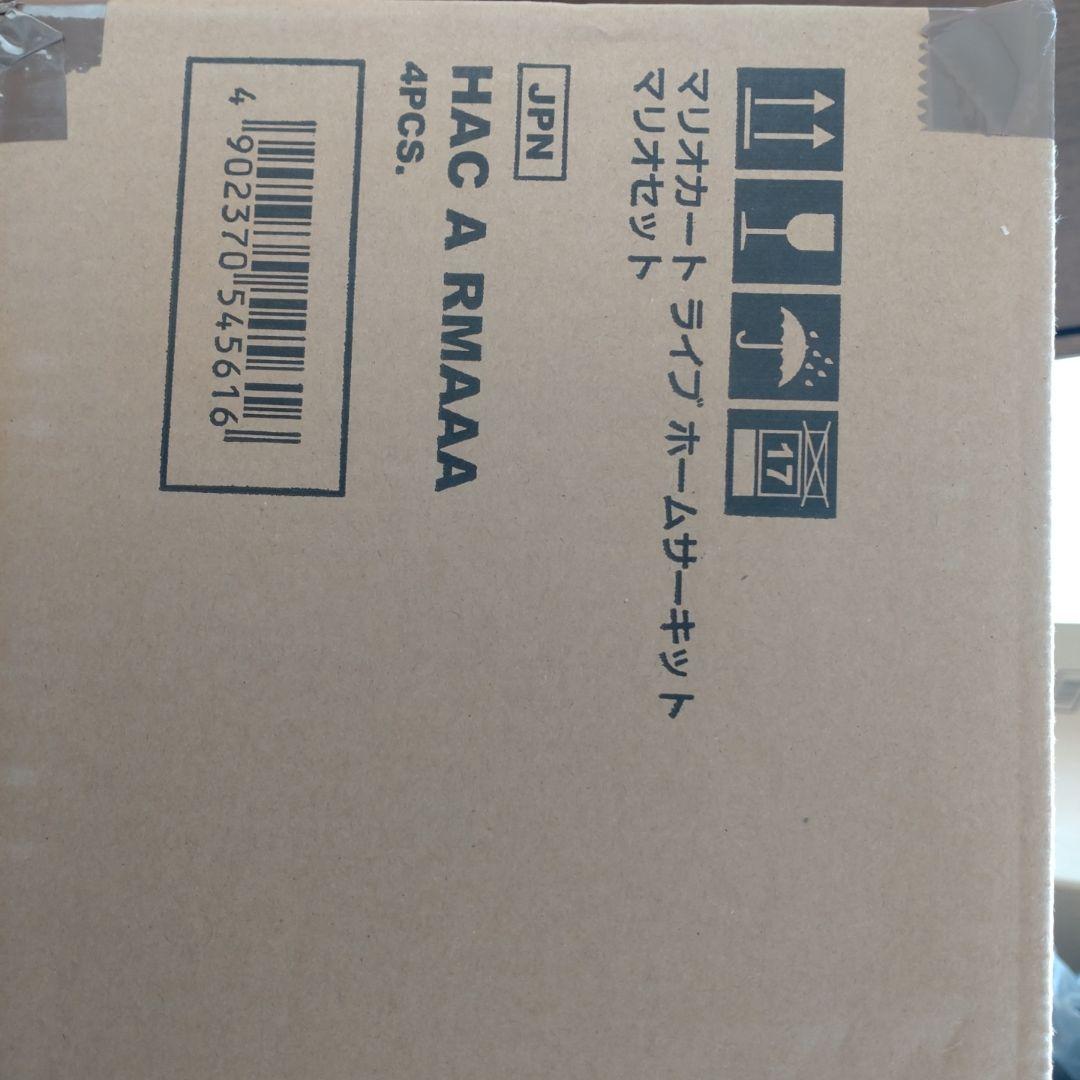 17
マリオカート ライブ ホームサーキット
マリオセット
JPN
HAC A RMAAA
4PCS.
4 902370 545616